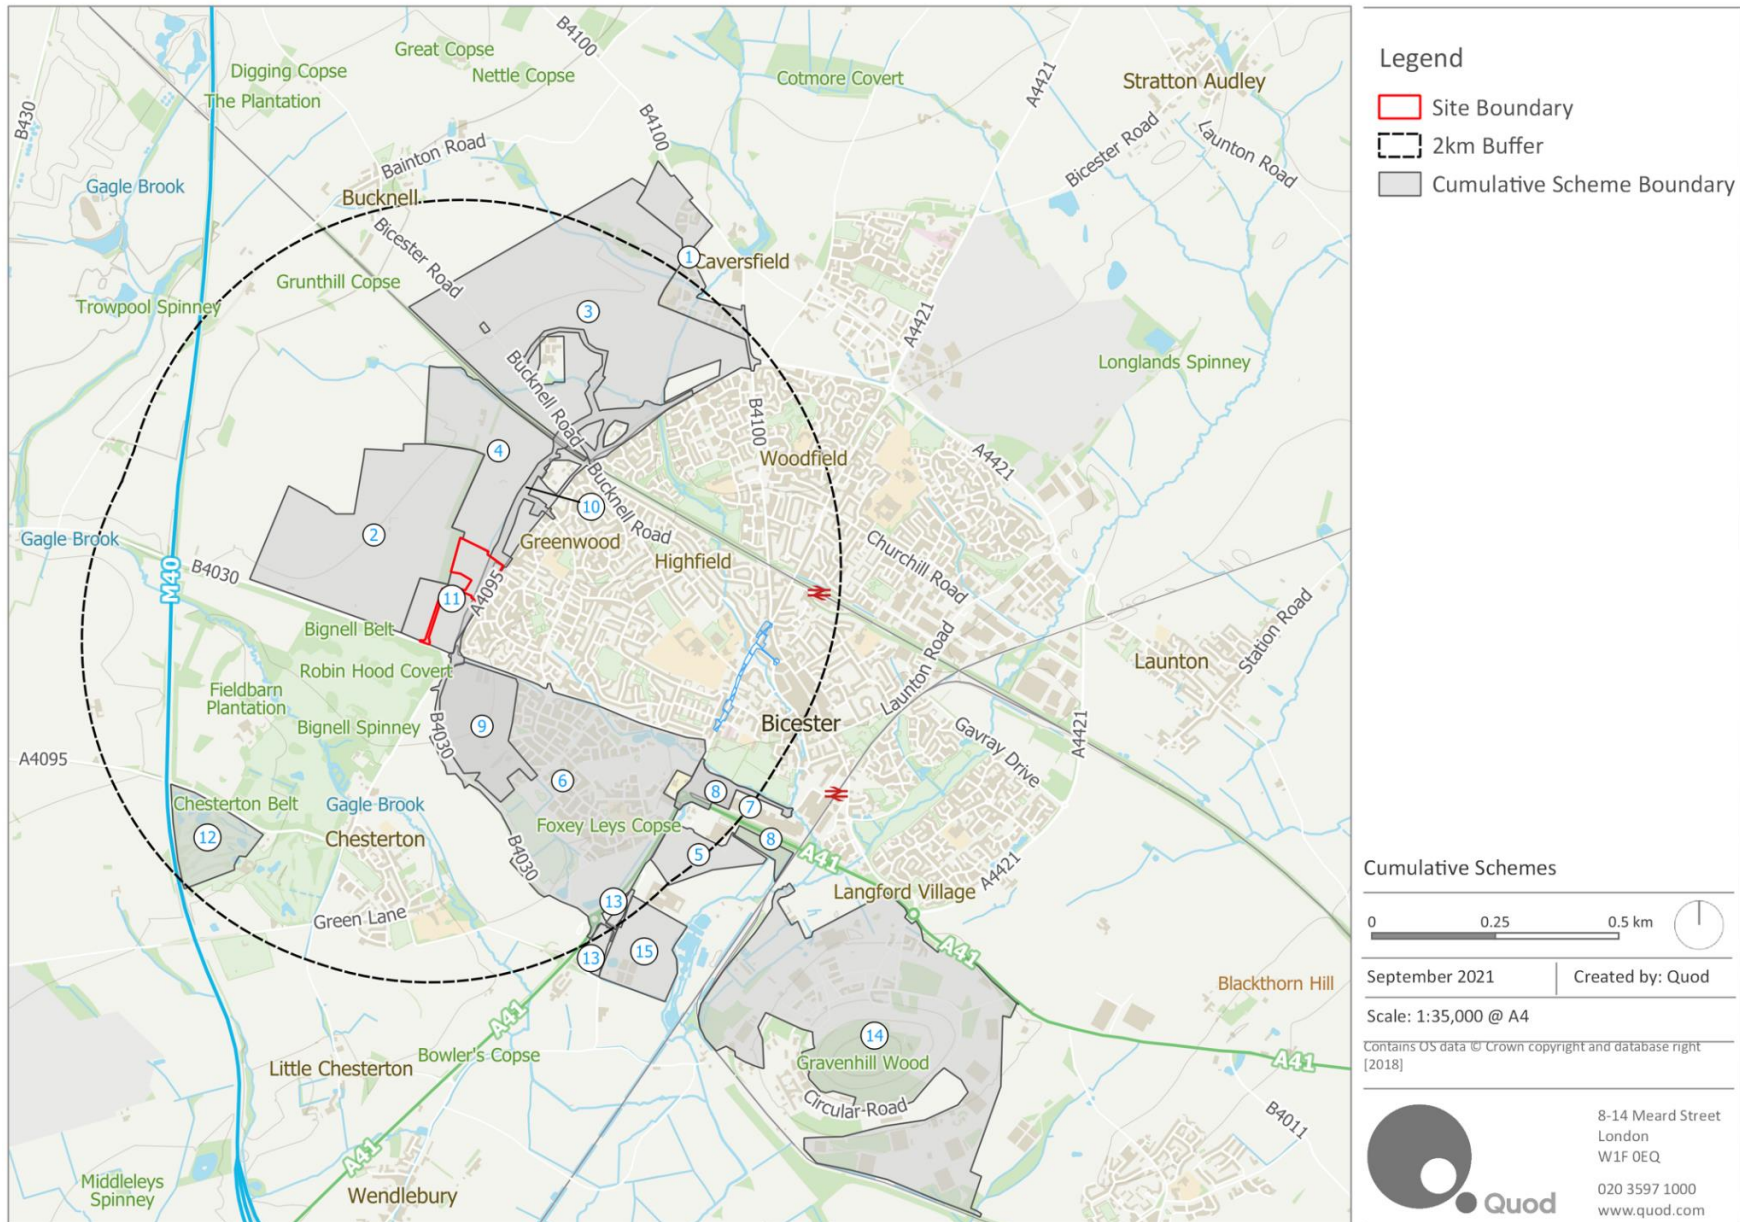 B4100
Great Copse
Nettle Copse
Digging Copse
The Plantation
Cotmore Covert
A4421
Stratton Audley
B430
B4100
Bainton Road
Bicester Road
Launton Road
Gagle Brook
Bucknell
Bicester Road
1
Caversfield
Grunthill Copse
Trowpool Spinney
3
A4421
Longlands Spinney
Bucknell Road
B4100
4
Woodfield
A4421
Bucknell Road
10
2
Gagle Brook
Greenwood
Highfield
Churchill Road
B4030
M40
A4095
11
Station Road
Bignell Belt
Robin Hood Covert
Launton Road
Launton
Fieldbarn
Plantation
Bignell Spinney
B4030
9
Bicester
Gavray Drive
A4421
A4095
6
8
7
Chesterton Belt
Gagle Brook
12
Chesterton
Foxey Leys Copse
B4030
5
8
A41
A4421
Langford Village
Green Lane
13
13
15
A41
Blackthorn Hill
A41
14
Gravenhill Wood
A41
Little Chesterton
Bowler's Copse
Circular Road
B4011
A41
Middleleys
Spinney
Wendlebury
Legend
Site Boundary
2km Buffer
Cumulative Scheme Boundary
Cumulative Schemes
0 0.25 0.5 km
September 2021 Created by: Quod
Scale: 1:35,000 @ A4
Contains OS data © Crown copyright and database right
[2018]
8-14 Meard Street
London
W1F 0EQ
020 3597 1000
www.quod.com
Quod